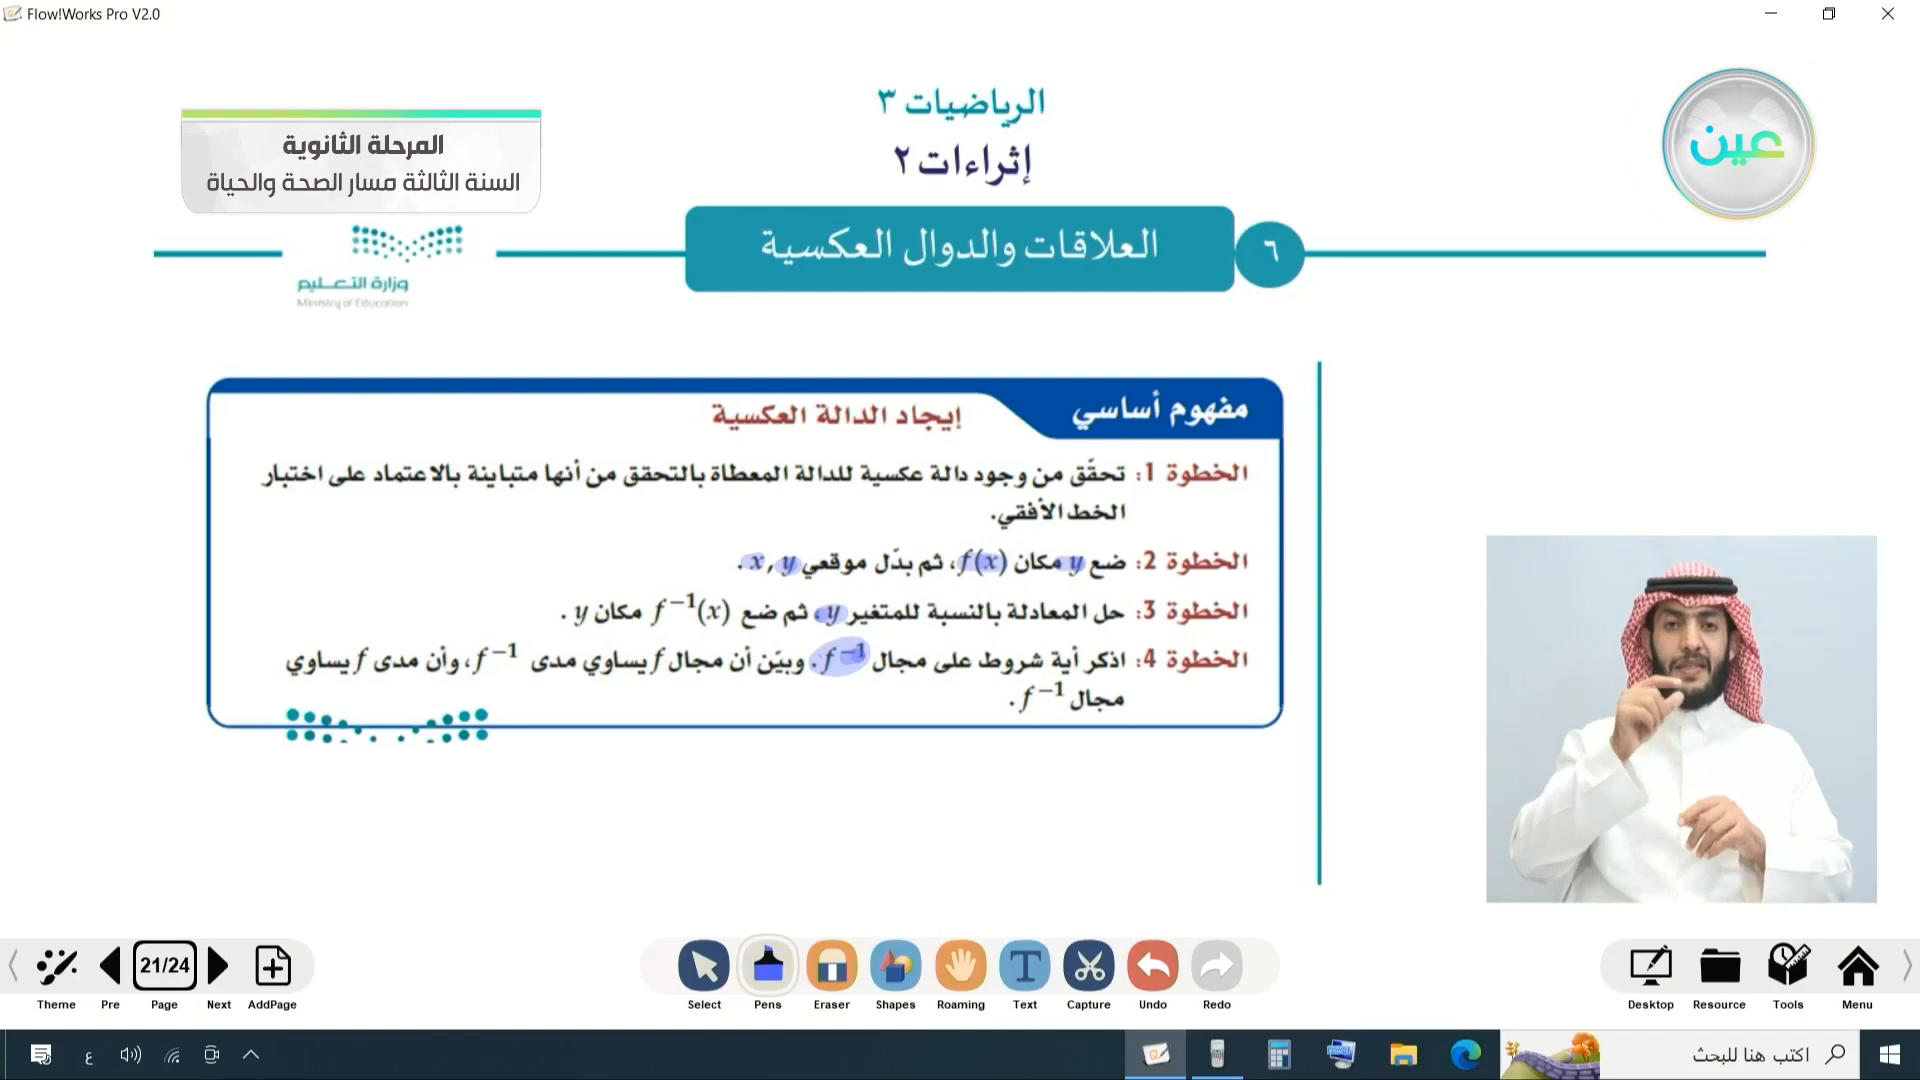 Flow!Works Pro V2.0
الرياضيات ٣
إثراءات ٢
عين
المرحلة الثانوية
السنة الثالثة مسار الصحة والحياة
٦
العلاقات والدوال العكسية
وزارة التعليم
Ministry of Education
مفهوم أساسي
إيجاد الدالة العكسية
الخطوة 1: تحقّق من وجود دالة عكسية للدالة المعطاة بالتحقق من أنها متباينة بالاعتماد على اختبار
الخط الأفقي.
الخطوة 2: ضع y مكان f(x)، ثم بدّل موقعي x, y .
الخطوة 3: حل المعادلة بالنسبة للمتغير y، ثم ضع f⁻¹(x) مكان y .
الخطوة 4: اذكر أية شروط على مجال f⁻¹. وبيّن أن مجال f يساوي مدى f⁻¹، وأن مدى f يساوي
مجال f⁻¹ .
21/24
Theme Pre Page Next AddPage
Select Pens Eraser Shapes Roaming Text Capture Undo Redo
Desktop Resource Tools Menu
ع
اكتب هنا للبحث